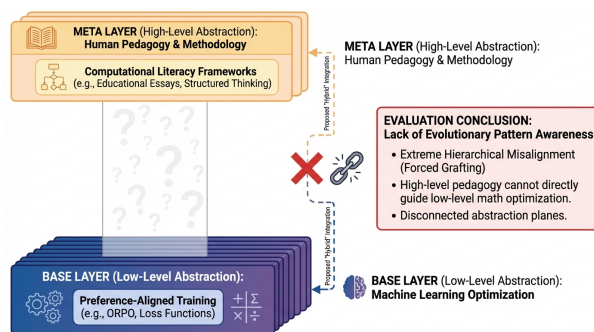 META LAYER (High-Level Abstraction):
Human Pedagogy & Methodology
Computational Literacy Frameworks
(e.g., Educational Essays, Structured Thinking)
META LAYER (High-Level Abstraction):
Human Pedagogy & Methodology
Proposed "Hybrid" Integration
? ? ? ? ? ? ? ? ?
EVALUATION CONCLUSION:
Lack of Evolutionary Pattern Awareness
• Extreme Hierarchical Misalignment
(Forced Grafting)
• High-level pedagogy cannot directly
guide low-level math optimization.
• Disconnected abstraction planes.
Proposed "Hybrid" Integration
BASE LAYER (Low-Level Abstraction):
Preference-Aligned Training
(e.g., ORPO, Loss Functions)
+ Σ
× ÷
BASE LAYER (Low-Level Abstraction):
Machine Learning Optimization